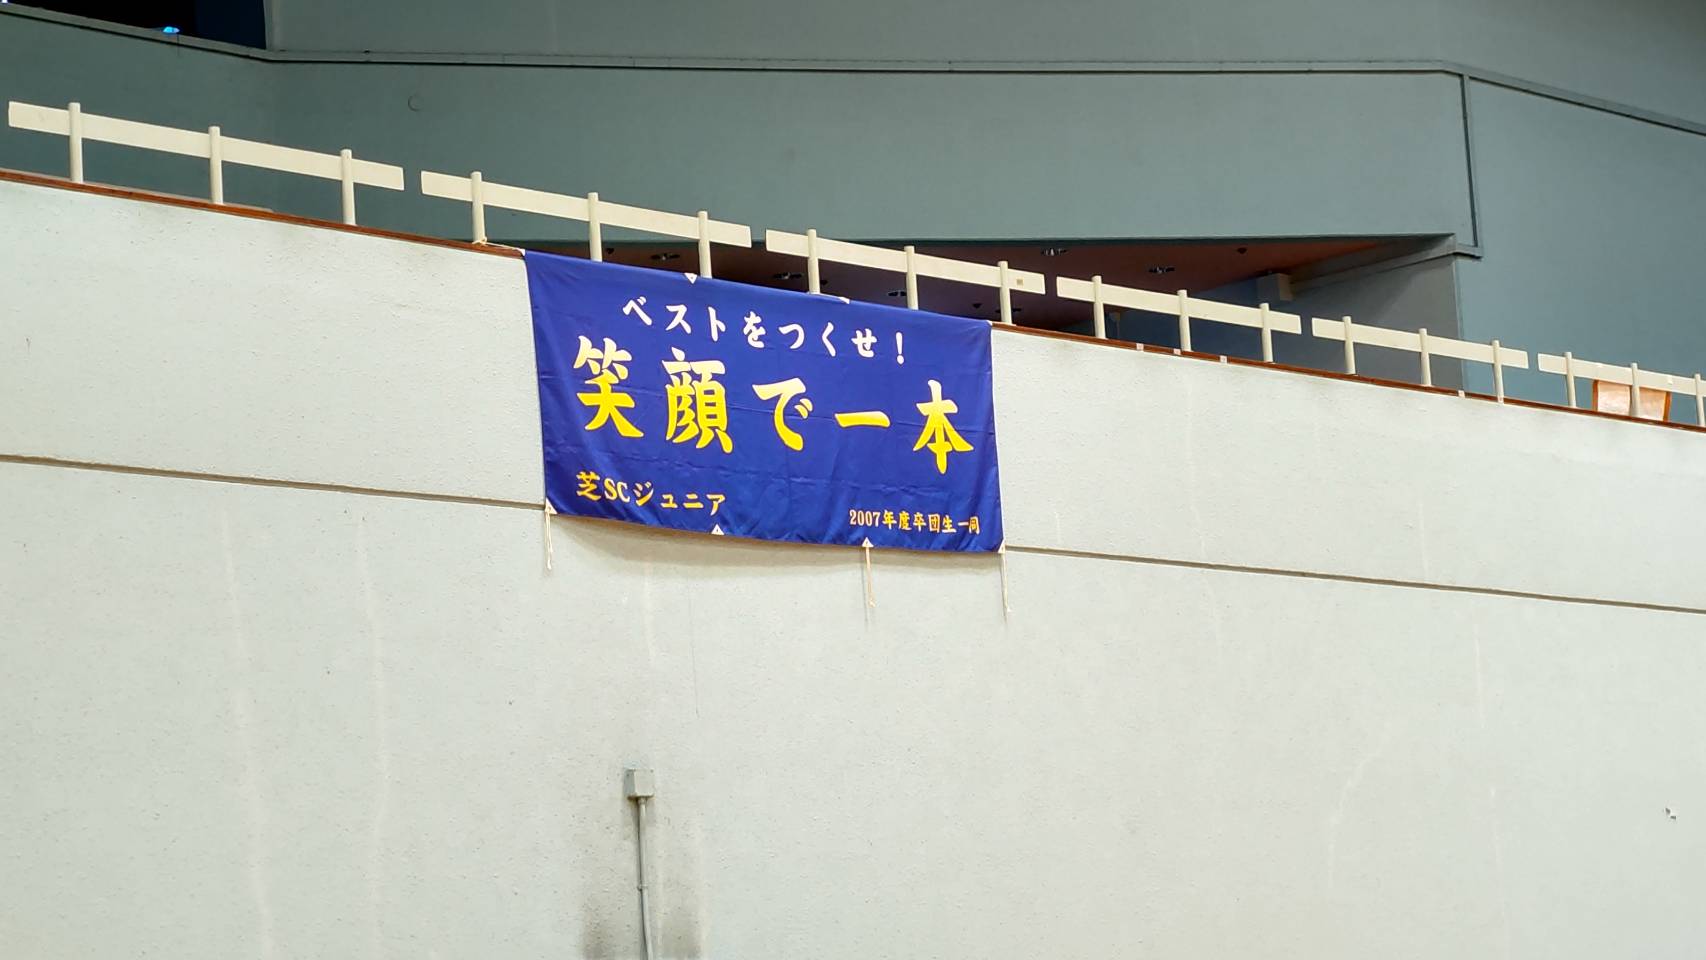 ベストをつくせ!
笑顔で一本
芝SCジュニア
2007年度卒団生一同